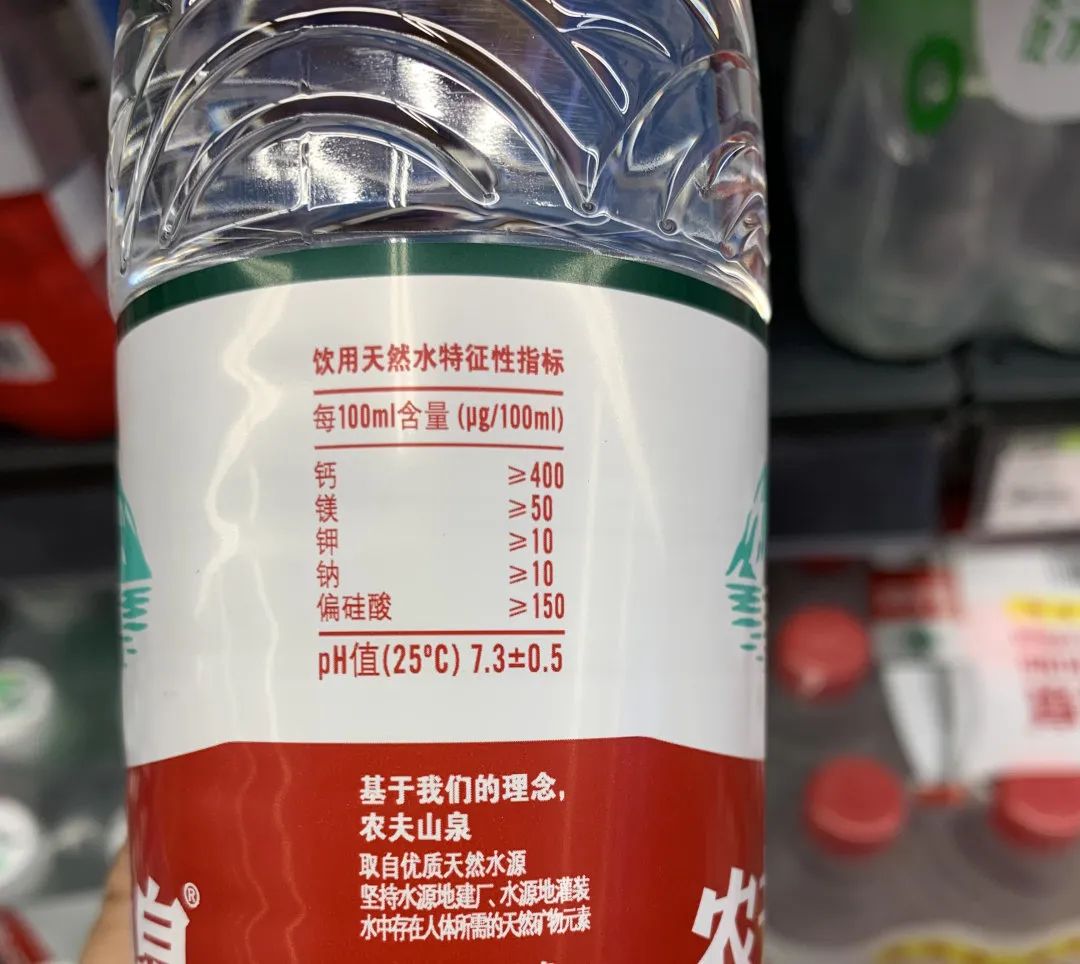 饮用天然水特征性指标
每100ml含量 (μg/100ml)
钙 ≥400
镁 ≥50
钾 ≥10
钠 ≥10
偏硅酸 ≥150
pH值(25℃) 7.3±0.5
基于我们的理念,
农夫山泉
取自优质天然水源
坚持水源地建厂、水源地灌装
水中存在人体所需的天然矿物元素
泉®
农